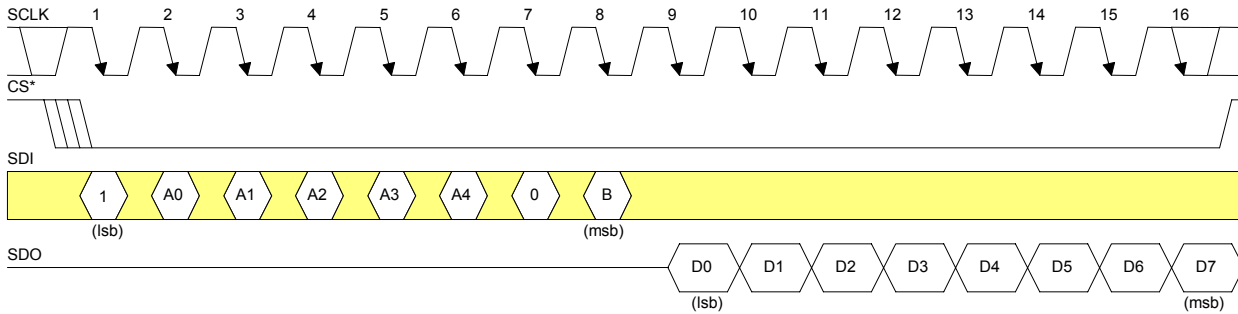 SCLK 1 2 3 4 5 6 7 8 9 10 11 12 13 14 15 16
CS*
SDI
1 A0 A1 A2 A3 A4 0 B
(lsb) (msb)
SDO
D0 D1 D2 D3 D4 D5 D6 D7
(lsb) (msb)